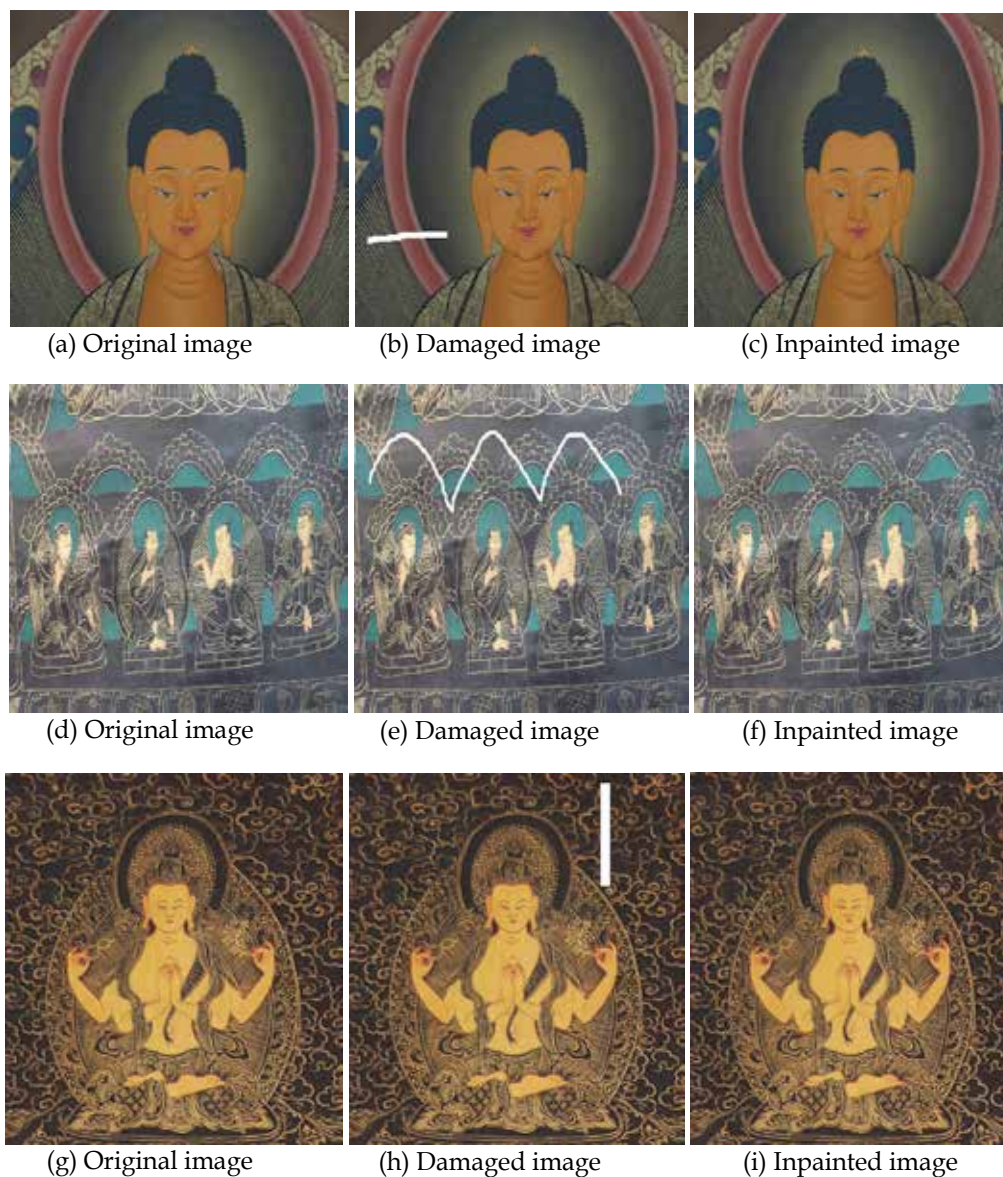 (a) Original image (b) Damaged image (c) Inpainted image
(d) Original image (e) Damaged image (f) Inpainted image
(g) Original image (h) Damaged image (i) Inpainted image